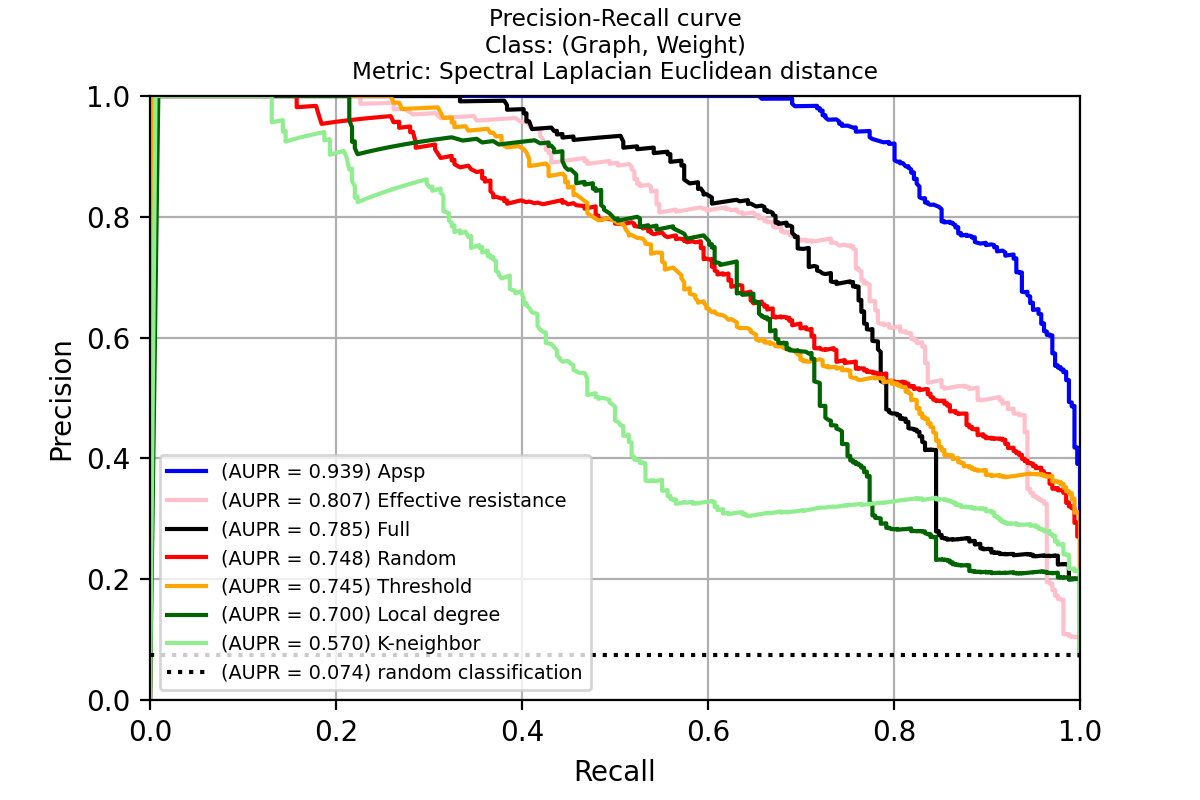 Precision-Recall curve
Class: (Graph, Weight)
Metric: Spectral Laplacian Euclidean distance
1.0
0.8
0.6
0.4
0.2
0.0
Precision
(AUPR = 0.939) Apsp
(AUPR = 0.807) Effective resistance
(AUPR = 0.785) Full
(AUPR = 0.748) Random
(AUPR = 0.745) Threshold
(AUPR = 0.700) Local degree
(AUPR = 0.570) K-neighbor
(AUPR = 0.074) random classification
0.0 0.2 0.4 0.6 0.8 1.0
Recall